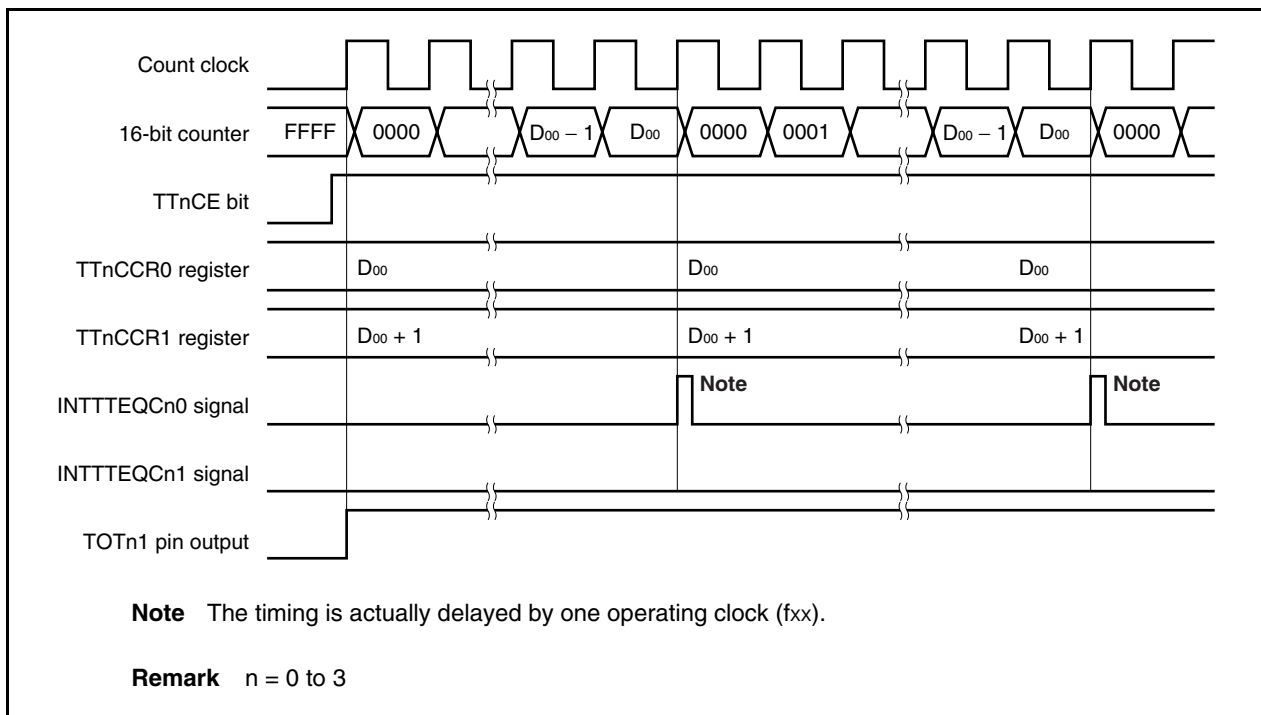 Count clock
16-bit counter FFFF 0000 D00 − 1 D00 0000 0001 D00 − 1 D00 0000
TTnCE bit
TTnCCR0 register D00 D00 D00
TTnCCR1 register D00 + 1 D00 + 1 D00 + 1
INTTTEQCn0 signal Note Note
INTTTEQCn1 signal
TOTn1 pin output
Note The timing is actually delayed by one operating clock (fxx).
Remark n = 0 to 3